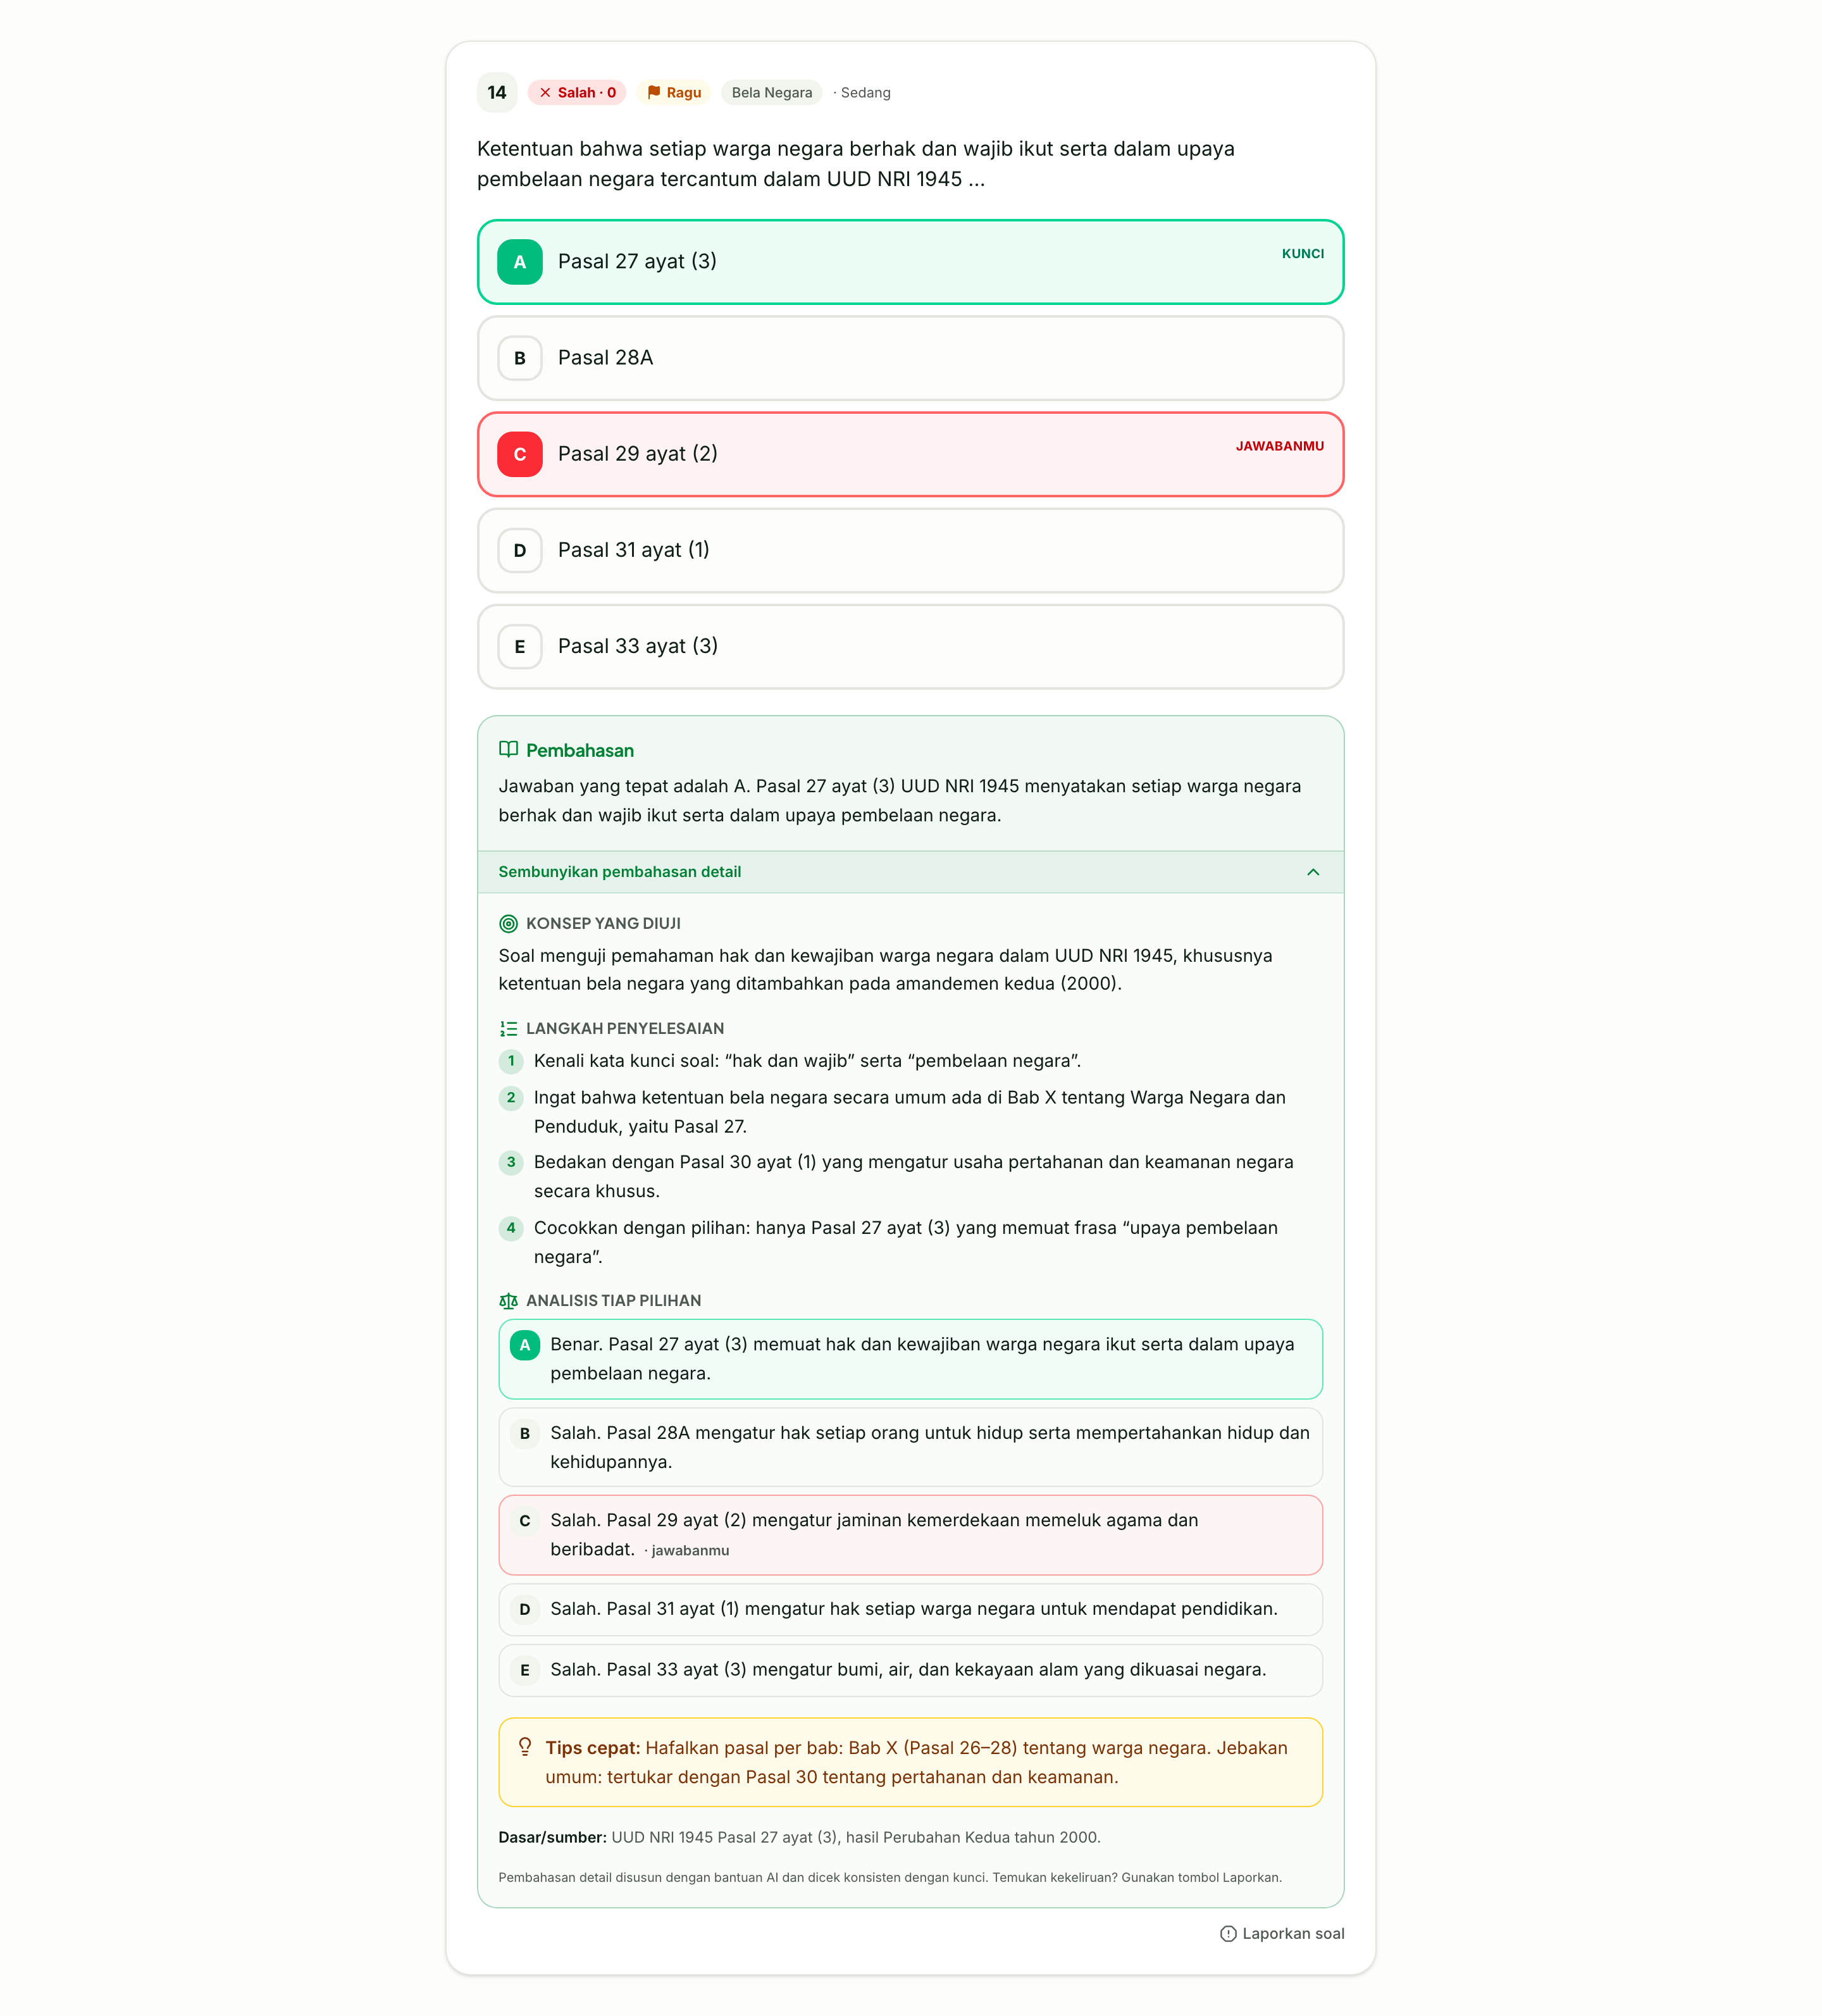 14 Salah · 0 Ragu Bela Negara · Sedang
Ketentuan bahwa setiap warga negara berhak dan wajib ikut serta dalam upaya
pembelaan negara tercantum dalam UUD NRI 1945 ...
A Pasal 27 ayat (3) KUNCI
B Pasal 28A
C Pasal 29 ayat (2) JAWABANMU
D Pasal 31 ayat (1)
E Pasal 33 ayat (3)
Pembahasan
Jawaban yang tepat adalah A. Pasal 27 ayat (3) UUD NRI 1945 menyatakan setiap warga negara
berhak dan wajib ikut serta dalam upaya pembelaan negara.
Sembunyikan pembahasan detail
KONSEP YANG DIUJI
Soal menguji pemahaman hak dan kewajiban warga negara dalam UUD NRI 1945, khususnya
ketentuan bela negara yang ditambahkan pada amandemen kedua (2000).
LANGKAH PENYELESAIAN
1 Kenali kata kunci soal: “hak dan wajib” serta “pembelaan negara”.
2 Ingat bahwa ketentuan bela negara secara umum ada di Bab X tentang Warga Negara dan
Penduduk, yaitu Pasal 27.
3 Bedakan dengan Pasal 30 ayat (1) yang mengatur usaha pertahanan dan keamanan negara
secara khusus.
4 Cocokkan dengan pilihan: hanya Pasal 27 ayat (3) yang memuat frasa “upaya pembelaan
negara”.
ANALISIS TIAP PILIHAN
A Benar. Pasal 27 ayat (3) memuat hak dan kewajiban warga negara ikut serta dalam upaya
pembelaan negara.
B Salah. Pasal 28A mengatur hak setiap orang untuk hidup serta mempertahankan hidup dan
kehidupannya.
C Salah. Pasal 29 ayat (2) mengatur jaminan kemerdekaan memeluk agama dan
beribadat. · jawabanmu
D Salah. Pasal 31 ayat (1) mengatur hak setiap warga negara untuk mendapat pendidikan.
E Salah. Pasal 33 ayat (3) mengatur bumi, air, dan kekayaan alam yang dikuasai negara.
Tips cepat: Hafalkan pasal per bab: Bab X (Pasal 26–28) tentang warga negara. Jebakan
umum: tertukar dengan Pasal 30 tentang pertahanan dan keamanan.
Dasar/sumber: UUD NRI 1945 Pasal 27 ayat (3), hasil Perubahan Kedua tahun 2000.
Pembahasan detail disusun dengan bantuan AI dan dicek konsisten dengan kunci. Temukan kekeliruan? Gunakan tombol Laporkan.
Laporkan soal